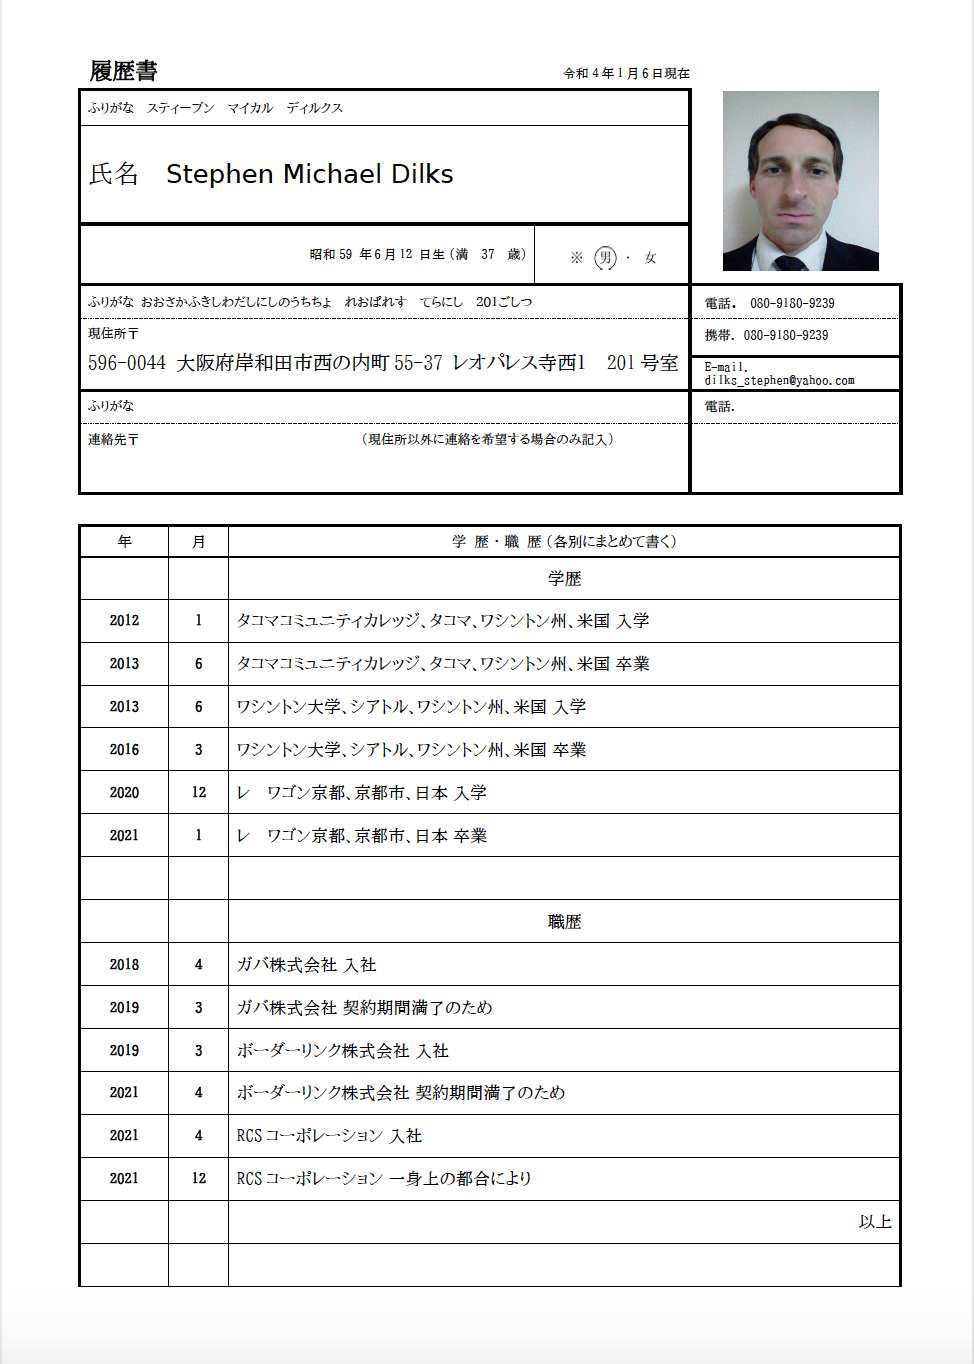 履歴書
令和4年1月6日現在
ふりがな　スティーブン　マイカル　ディルクス
氏名　Stephen Michael Dilks
昭和59 年6月12 日生（満　37　歳）
※ 男 ・ 女
ふりがな おおさかふきしわだしにしのうちちょ　れおぱれす　てらにし　201ごしつ
電話． 080-9180-9239
現住所〒
携帯. 080-9180-9239
596-0044 大阪府岸和田市西の内町55-37 レオパレス寺西1　201号室
E-mail.
dilks_stephen@yahoo.com
ふりがな
電話.
連絡先〒　（現住所以外に連絡を希望する場合のみ記入）
年 月 学 歴・職 歴（各別にまとめて書く）
学歴
2012 1 タコマコミュニティカレッジ、タコマ、ワシントン州、米国 入学
2013 6 タコマコミュニティカレッジ、タコマ、ワシントン州、米国 卒業
2013 6 ワシントン大学、シアトル、ワシントン州、米国 入学
2016 3 ワシントン大学、シアトル、ワシントン州、米国 卒業
2020 12 レ　ワゴン京都、京都市、日本 入学
2021 1 レ　ワゴン京都、京都市、日本 卒業
職歴
2018 4 ガバ株式会社 入社
2019 3 ガバ株式会社 契約期間満了のため
2019 3 ボーダーリンク株式会社 入社
2021 4 ボーダーリンク株式会社 契約期間満了のため
2021 4 RCSコーポレーション 入社
2021 12 RCSコーポレーション 一身上の都合により
以上